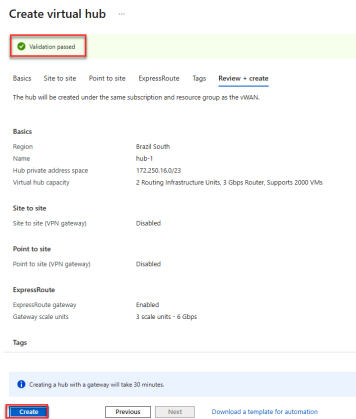 Create virtual hub ...
Validation passed
Basics Site to site Point to site ExpressRoute Tags Review + create
The hub will be created under the same subscription and resource group as the vWAN.
Basics
Region Brazil South
Name hub-1
Hub private address space 172.250.16.0/23
Virtual hub capacity 2 Routing Infrastructure Units, 3 Gbps Router, Supports 2000 VMs
Site to site
Site to site (VPN gateway) Disabled
Point to site
Point to site (VPN gateway) Disabled
ExpressRoute
ExpressRoute gateway Enabled
Gateway scale units 3 scale units - 6 Gbps
Tags
Creating a hub with a gateway will take 30 minutes.
Create Previous Next Download a template for automation